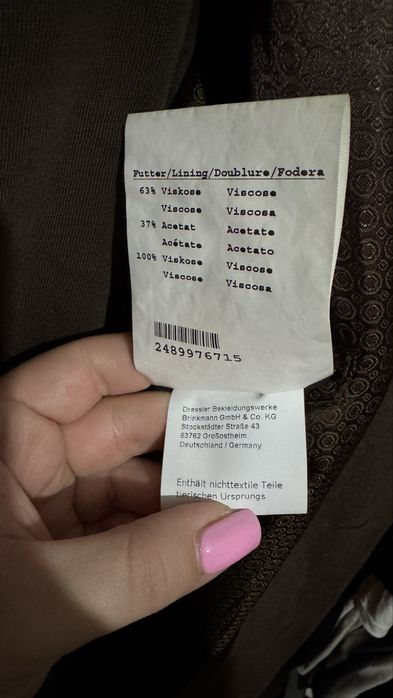 Futter/Lining/Doublure/Fodera
63% Viskose Viscose
Viscose Viscosa
37% Acetat Acetate
Acétate Acetato
100% Viskose Viscose
Viscose Viscosa
2489976715
Dressler Bekleidungswerke
Brinkmann GmbH & Co. KG
Stockstädter Straße 43
63762 Großostheim
Deutschland / Germany
Enthält nichttextile Teile
tierischen Ursprungs